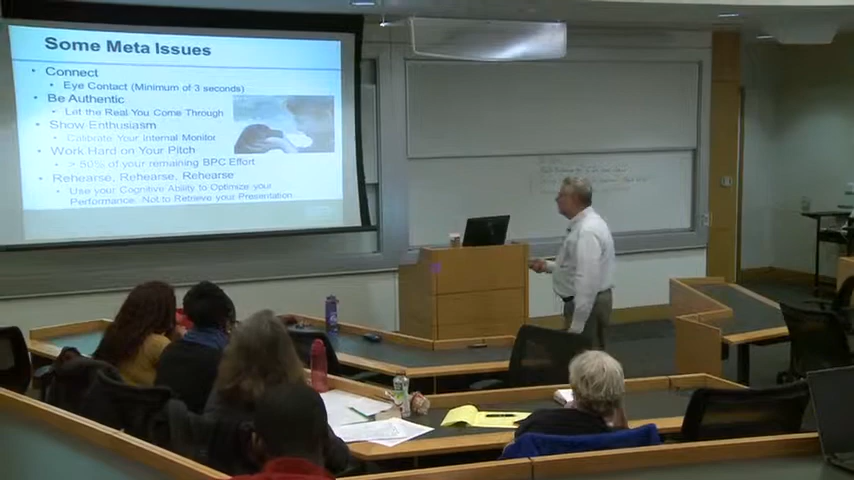 Some Meta Issues
• Connect
• Eye Contact (Minimum of 3 seconds)
• Be Authentic
• Let the Real You Come Through
• Show Enthusiasm
• Calibrate Your Internal Monitor
• Work Hard on Your Pitch
• > 50% of your remaining BPC Effort
• Rehearse, Rehearse, Rehearse
• Use your Cognitive Ability to Optimize your
Performance, Not to Retrieve your Presentation